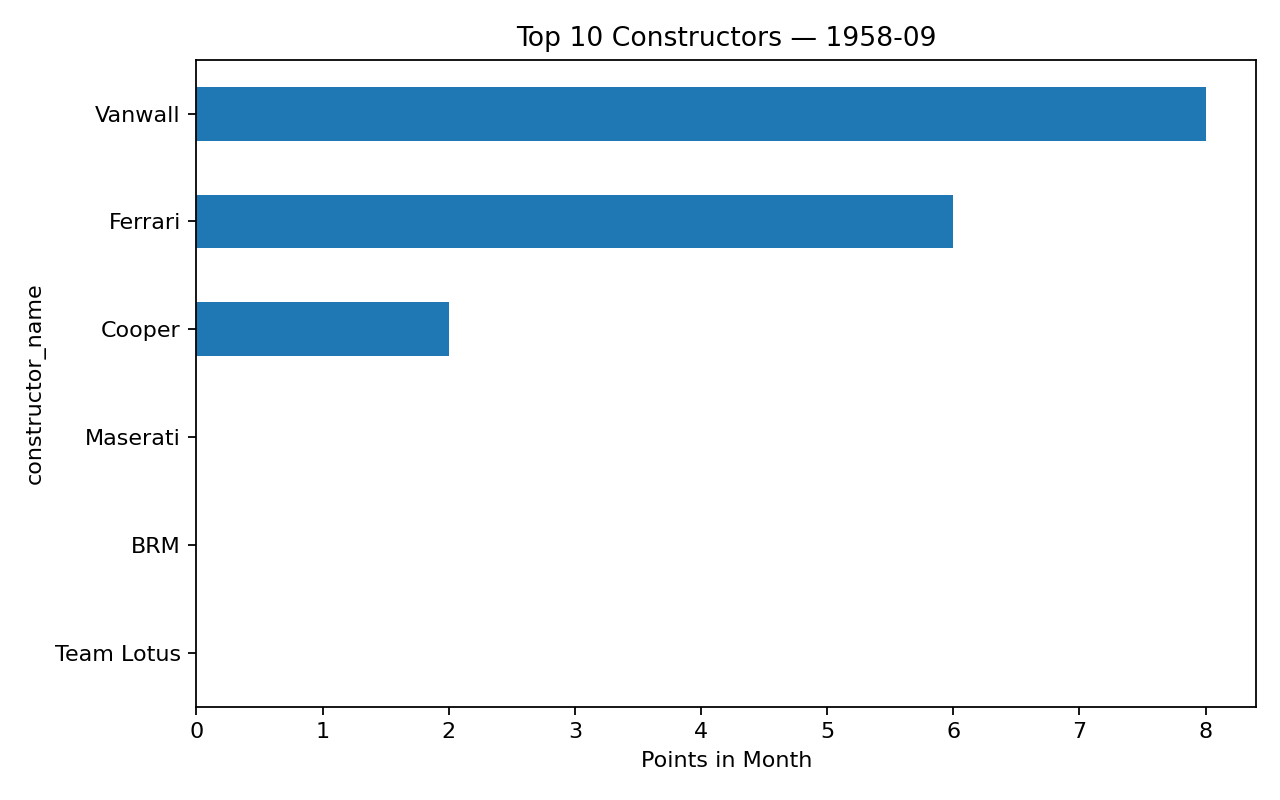 Top 10 Constructors — 1958-09
constructor_name
Vanwall
Ferrari
Cooper
Maserati
BRM
Team Lotus
0 1 2 3 4 5 6 7 8
Points in Month